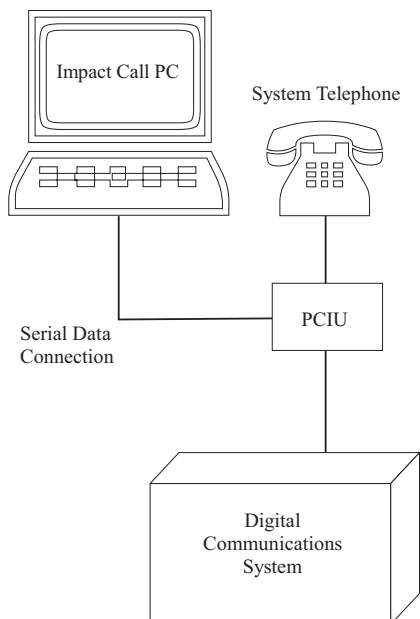 Impact Call PC
System Telephone
PCIU
Serial Data
Connection
Digital
Communications
System